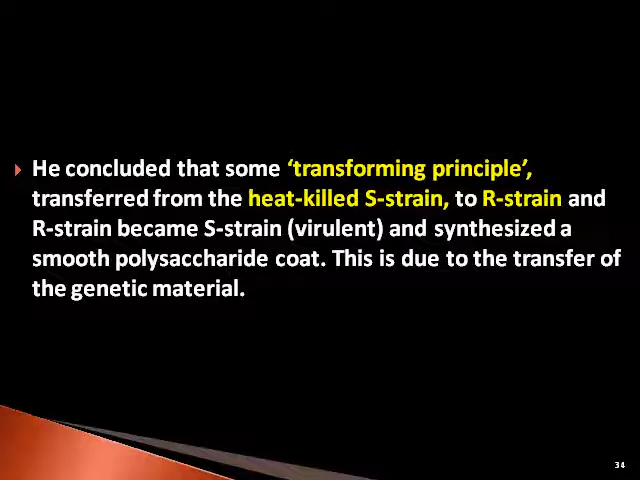 He concluded that some ‘transforming principle’,
transferred from the heat-killed S-strain, to R-strain and
R-strain became S-strain (virulent) and synthesized a
smooth polysaccharide coat. This is due to the transfer of
the genetic material.
34